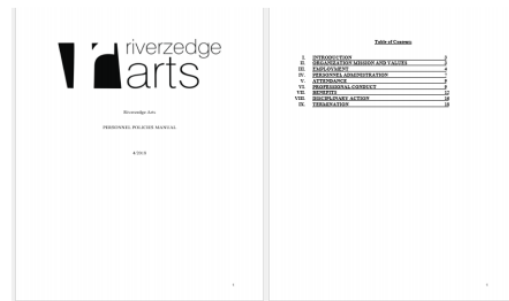 riverzedge
arts
Riverzedge Arts
PERSONNEL POLICIES MANUAL
Table of Contents
I. INTRODUCTION
II. ORGANIZATION MISSION AND VALUES
III. EMPLOYMENT
IV. PERSONNEL ADMINISTRATION
V. ATTENDANCE
VI. PROFESSIONAL CONDUCT
VII. BENEFITS
VIII. DISCIPLINARY ACTION
IX. TERMINATION